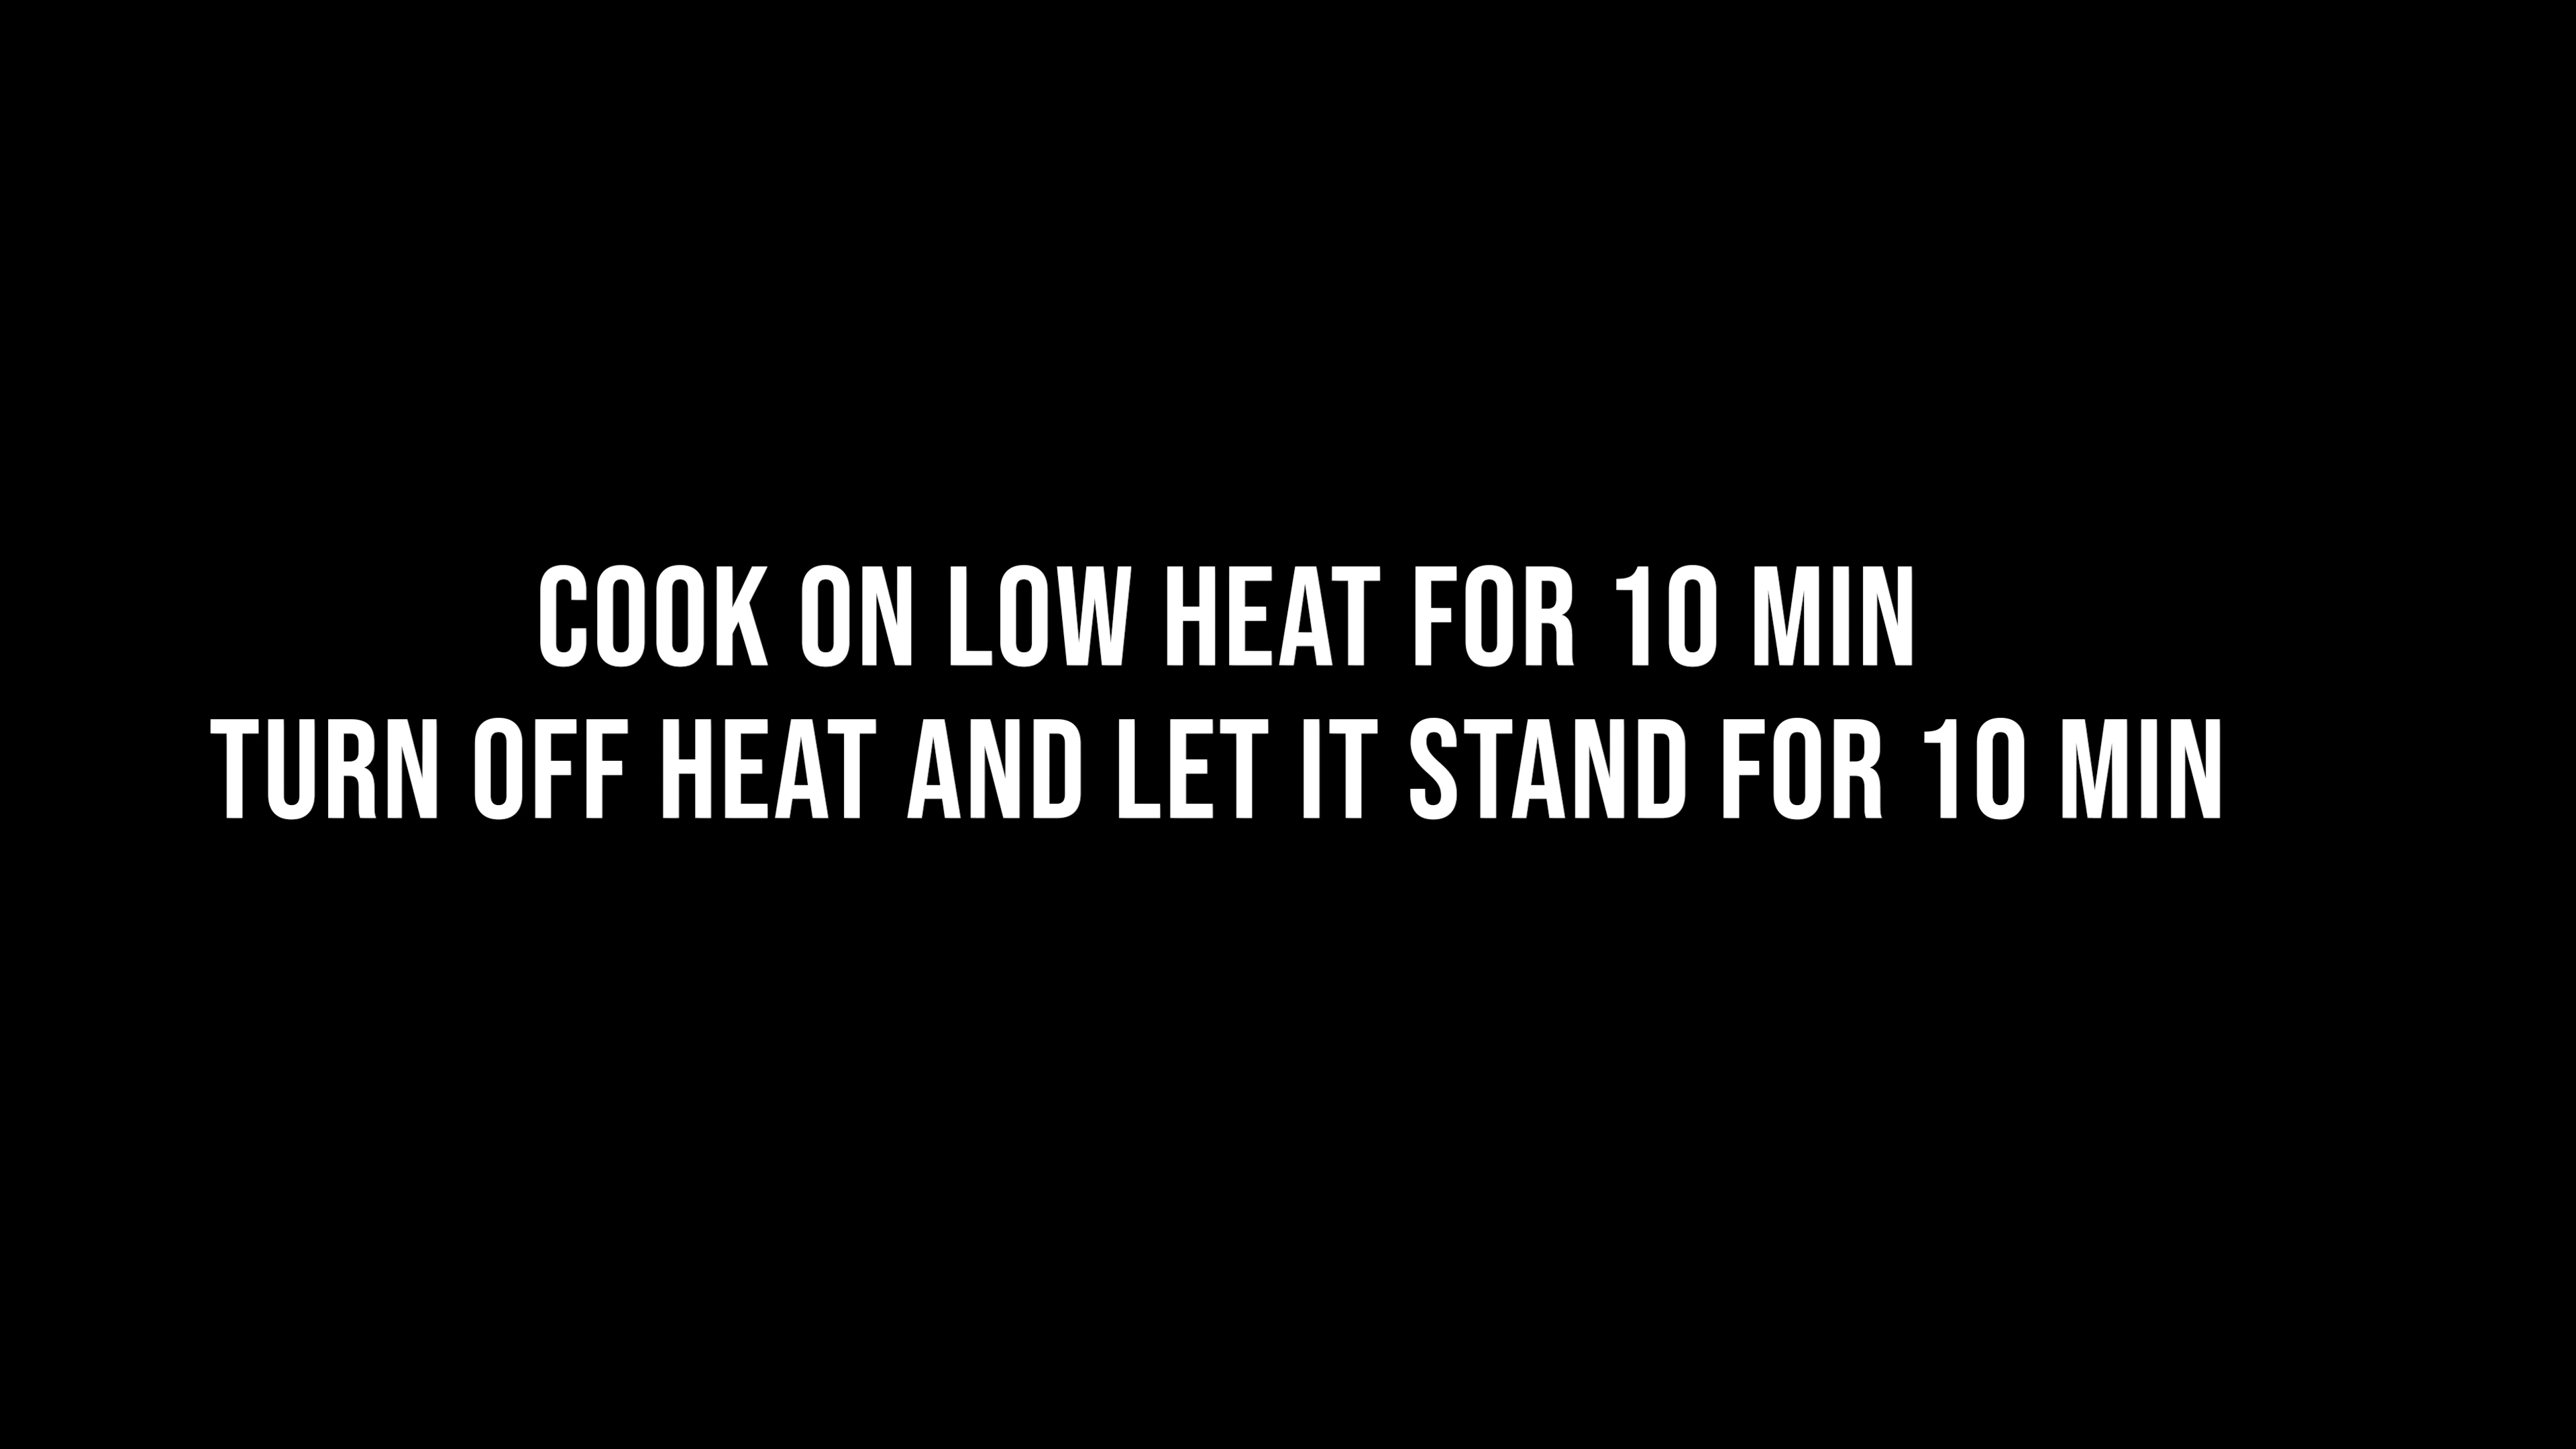 COOK ON LOW HEAT FOR 10 MIN
TURN OFF HEAT AND LET IT STAND FOR 10 MIN